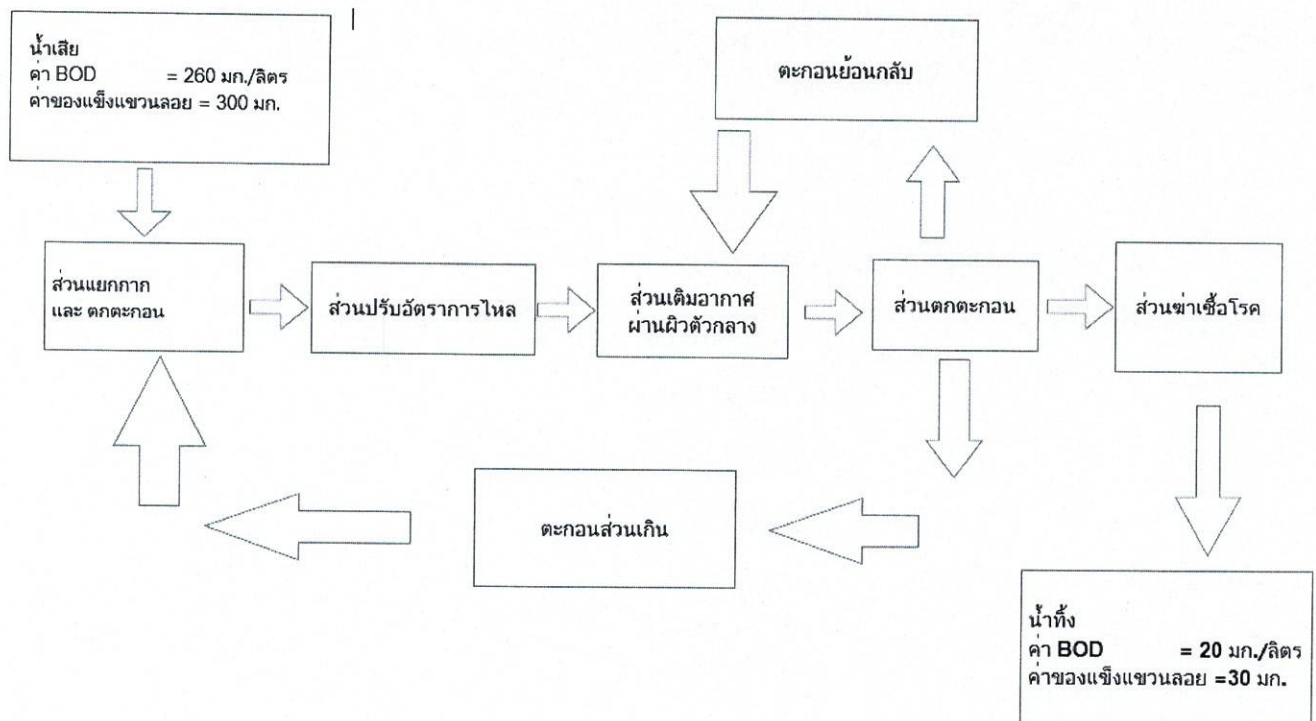 น้ำเสีย
ค่า BOD = 260 มก./ลิตร
ค่าของแข็งแขวนลอย = 300 มก.
ตะกอนย้อนกลับ
ส่วนแยกกาก
และ ตกตะกอน
ส่วนปรับอัตราการไหล
ส่วนเติมอากาศ
ผ่านผิวตัวกลาง
ส่วนตกตะกอน
ส่วนฆ่าเชื้อโรค
ตะกอนส่วนเกิน
น้ำทิ้ง
ค่า BOD = 20 มก./ลิตร
ค่าของแข็งแขวนลอย =30 มก.